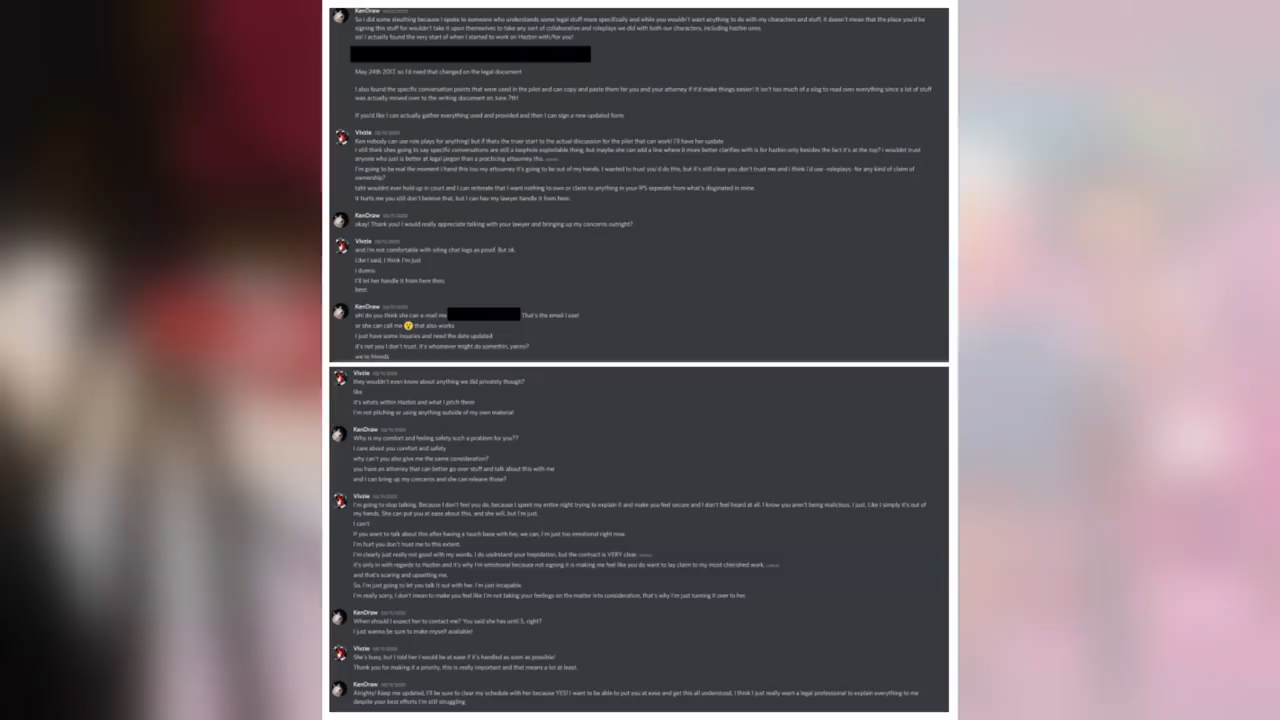 KenDraw
So I did some sleuthing because I spoke to someone who understands some legal stuff more specifically and while you wouldn't want anything to do with my characters and stuff, it doesn't mean that the place you'd be
signing this stuff for wouldn't take it upon themselves to take any sort of collaborative and roleplays we did with both our characters, including hazbin ones
so! I actually found the very start of when I started to work on Hazbin with/for you!
May 24th 2017, so I'd need that changed on the legal document
I also found the specific conversation points that were used in the pilot and can copy and paste them for you and your attorney if it'd make things easier! It isn't too much of a slog to read over everything since a lot of stuff
was actually moved over to the writing document on June 7th!
If you'd like I can actually gather everything used and provided and then I can sign a new updated form
Vivzie
Ken nobody can use role plays for anything! but if thats the truer start to the actual discussion for the pilot that can work! I'll have her update
I still think shes going to say specific conversations are still a loophole exploitable thing. but maybe she can add a line where it more better clarifies with is for hazbin only besides the fact it's at the top? i wouldnt trust
anyone who just is better at legal jargon than a practicing attourney tho.
I'm going to be real the moment I hand this too my attourney it's going to be out of my hands. I wanted to trust you'd do this, but it's still clear you don't trust me and i think i'd use -roleplays- for any kind of claim of
ownership?
taht wouldnt ever hold up in court and I can reiterate that I want nothing to own or claim to anything in your IPS seperate from what's disginated in mine.
it hurts me you still don't believe that, but I can hav my lawyer handle it from here.
KenDraw
okay! Thank you! I would really appreciate talking with your lawyer and bringing up my concerns outright?
Vivzie
and I'm not comfortable with siting chat logs as proof. But ok.
Like I said, I think I'm just
I dunno.
I'll let her handle it from here then.
KenDraw
oh! do you think she can e-mail me
That's the email I use!
or she can call me 😯 that also works
I just have some inquiries and need the date updated
it's not you I don't trust. It's whomever might do somethin, yanno?
we're friends
Vivzie
they wouldn't even know about anything we did privately though?
like
It's whats within Hazbin and what I pitch them
I'm not pitching or using anything outside of my own material
KenDraw
Why is my comfort and feeling safety such a problem for you??
I care about you comfort and safety
why can't you also give me the same consideration?
you have an attorney that can better go over stuff and talk about this with me
and I can bring up my concerns and she can releave those?
Vivzie
I'm going to stop talking. Because I don't feel you do, because I spent my entire night trying to explain it and make you feel secure and I don't feel heard at all. I know you aren't being malicious, I just. Like I simply it's out of
my hands. She can put you at ease about this, and she will, but I'm just.
I can't
If you want to talk about this after having a touch base with her, we can, I'm just too emotional right now.
I'm hurt you don't trust me to this extent.
I'm clearly just really not good with my words, I do usdrstand your trepidation, but the contract is VERY clear.
it's only in with regards to Hazbin and it's why I'm emotional because not signing it is making me feel like you do want to lay claim to my most cherished work.
and that's scaring and upsetting me.
So, I'm just going to let you talk it out with her. I'm just incapable.
I'm really sorry, I don't mean to make you feel like I'm not taking your feelings on the matter into consideration, that's why I'm just turning it over to her.
KenDraw
When should I expect her to contact me? You said she has until 5, right?
I just wanna be sure to make myself available!
Vivzie
She's busy, but I told her I would be at ease if it's handled as soon as possible!
Thank you for making it a priority, this is really important and that means a lot at least.
KenDraw
Alrighty! Keep me updated, I'll be sure to clear my schedule with her because YES! I want to be able to put you at ease and get this all understood. I think I just really want a legal professional to explain everything to me
despite your best efforts I'm still struggling